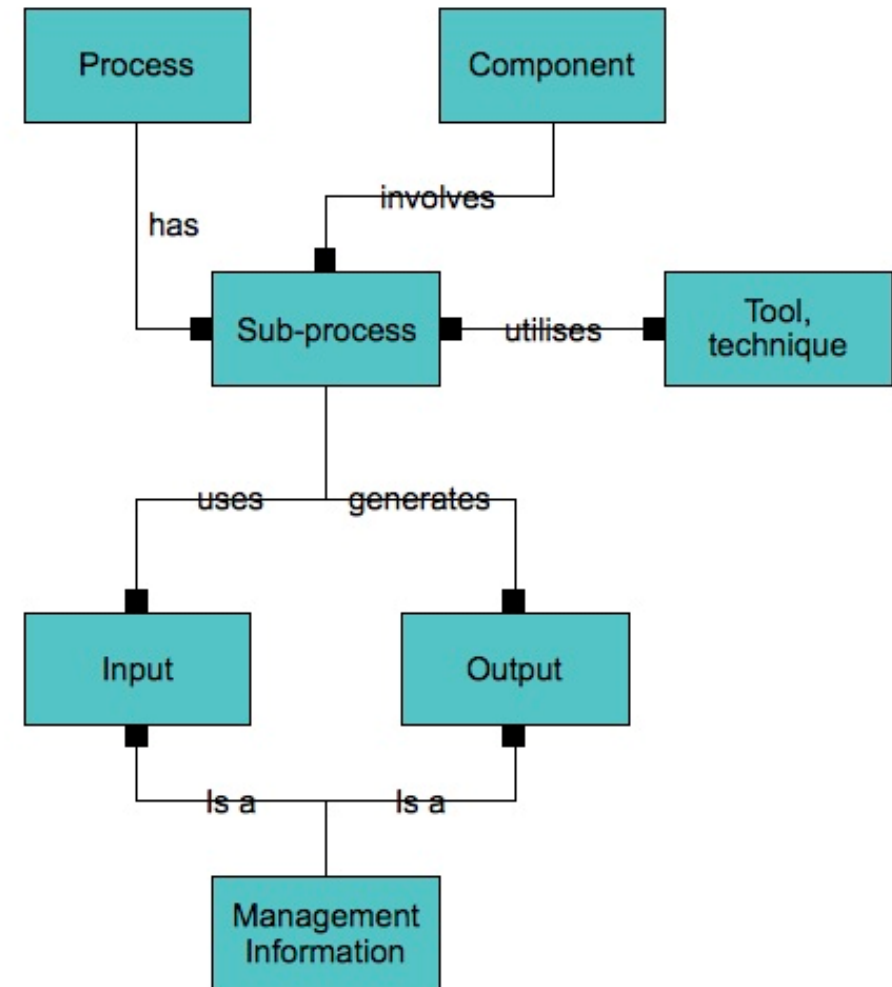 Process
Component
involves
has
Sub-process
utilises
Tool,
technique
uses
generates
Input
Output
Is a
Is a
Management
Information